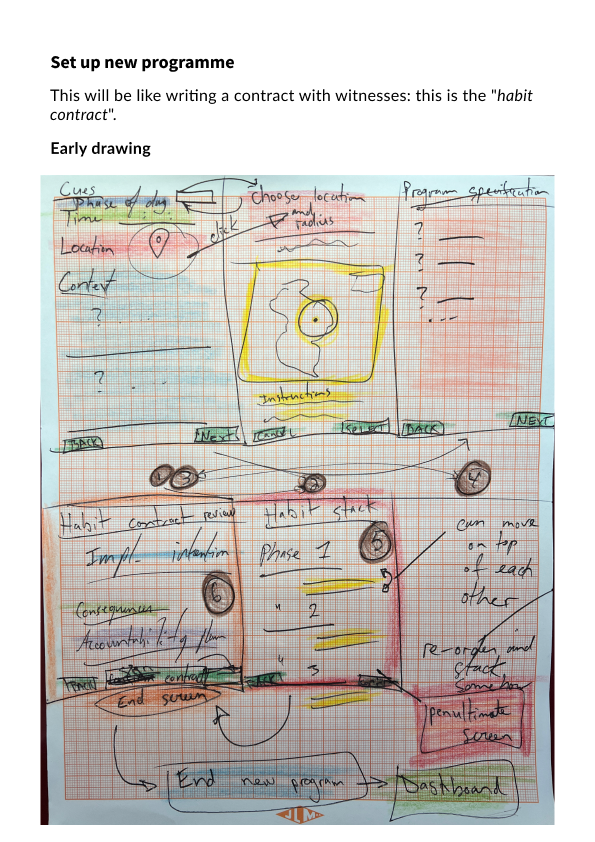 Set up new programme
This will be like writing a contract with witnesses: this is the "habit
contract".
Early drawing
Cues
Phase of day
Time
Location
Context
?
?
BACK
NEXT
click
Choose location
and
radius
Instructions
Cancel
SELECT
Program specification
?
?
?
BACK
NEXT
1 3
2
4
Habit contract review
Impl. intention
6
Consequences
Accountability plan
BACK
contract
End screen
Habit stack
Phase 1
5
" 2
" 3
BACK
can move
on top
of each
other
re-order and
stack
somehow
penultimate
screen
End new program
Dashboard
JLM